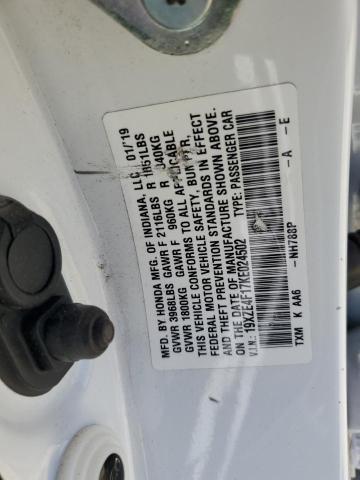 MFD. BY HONDA MFG. OF INDIANA, LLC. 01/19
GVWR 3968LBS GAWR F 2116LBS R 1851LBS
GVWR 1800KG GAWR F 960KG R 840KG
THIS VEHICLE CONFORMS TO ALL APPLICABLE
FEDERAL MOTOR VEHICLE SAFETY, BUMPER,
AND THEFT PREVENTION STANDARDS IN EFFECT
ON THE DATE OF MANUFACTURE SHOWN ABOVE.
V.I.N.: 19XZE4F17KE024502 TYPE: PASSENGER CAR
TXM K AA6 -NH788P -A -E